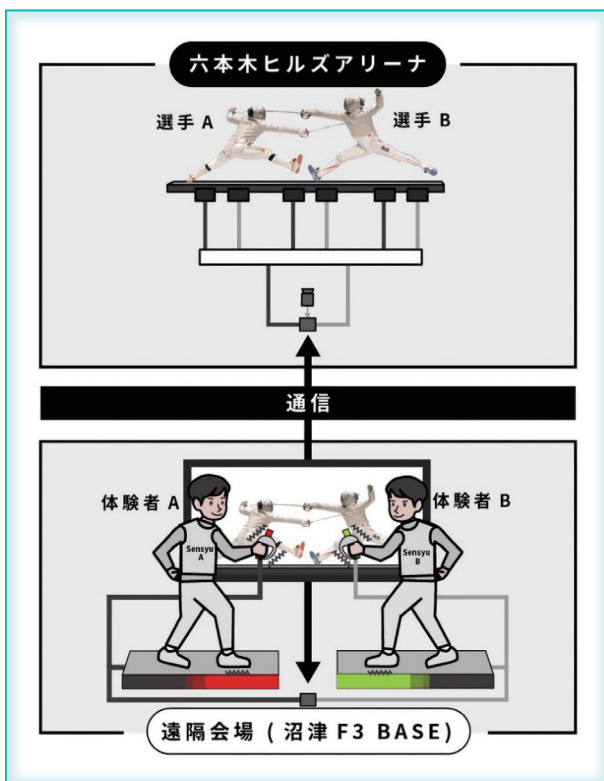 六本木ヒルズアリーナ
選手 A
選手 B
通信
体験者 A
体験者 B
Sensyu
A
Sensyu
B
遠隔会場 ( 沼津 F3 BASE)